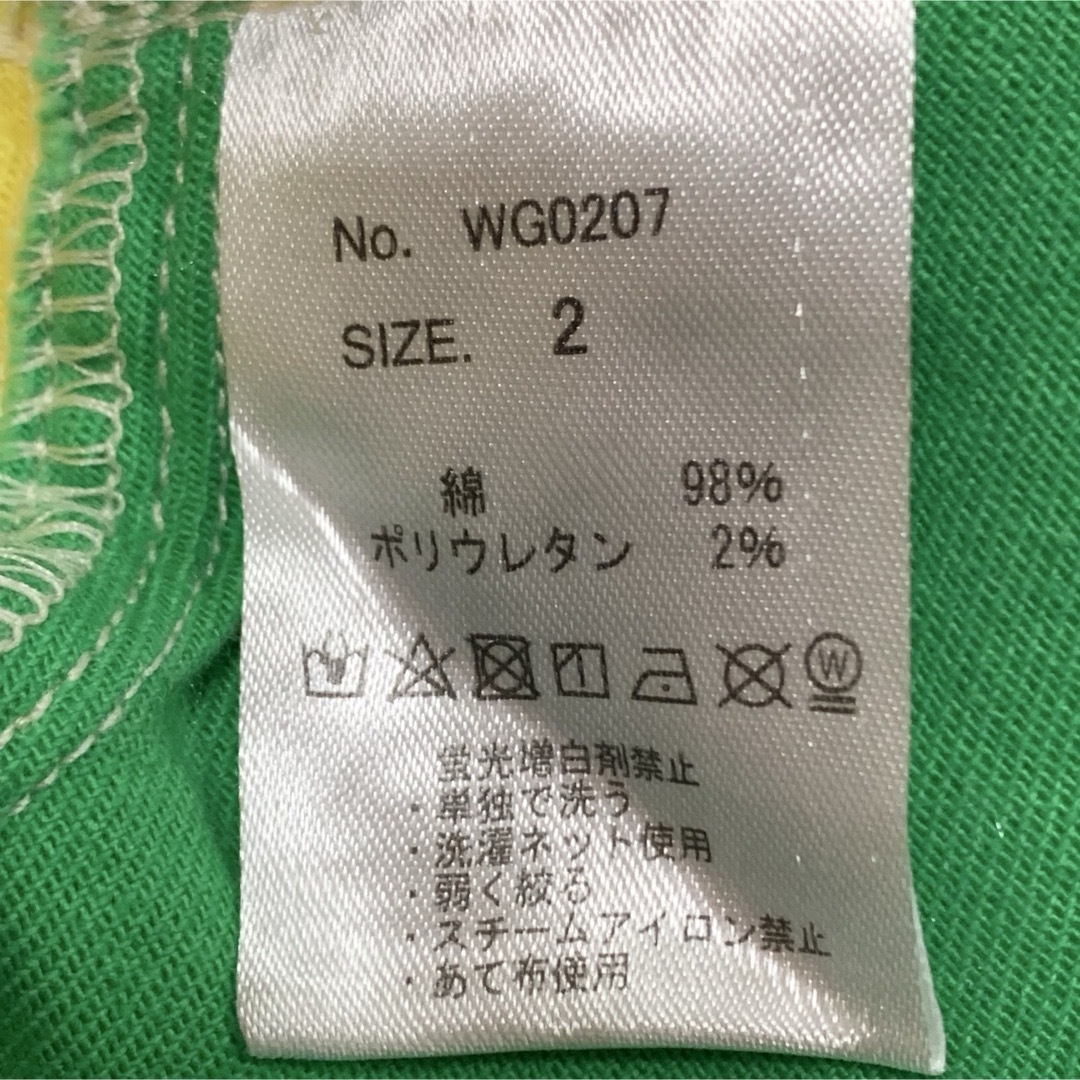 No. WG0207
SIZE. 2
綿 98%
ポリウレタン 2%
W
蛍光増白剤禁止
・単独で洗う
・洗濯ネット使用
・弱く絞る
・スチームアイロン禁止
・あて布使用